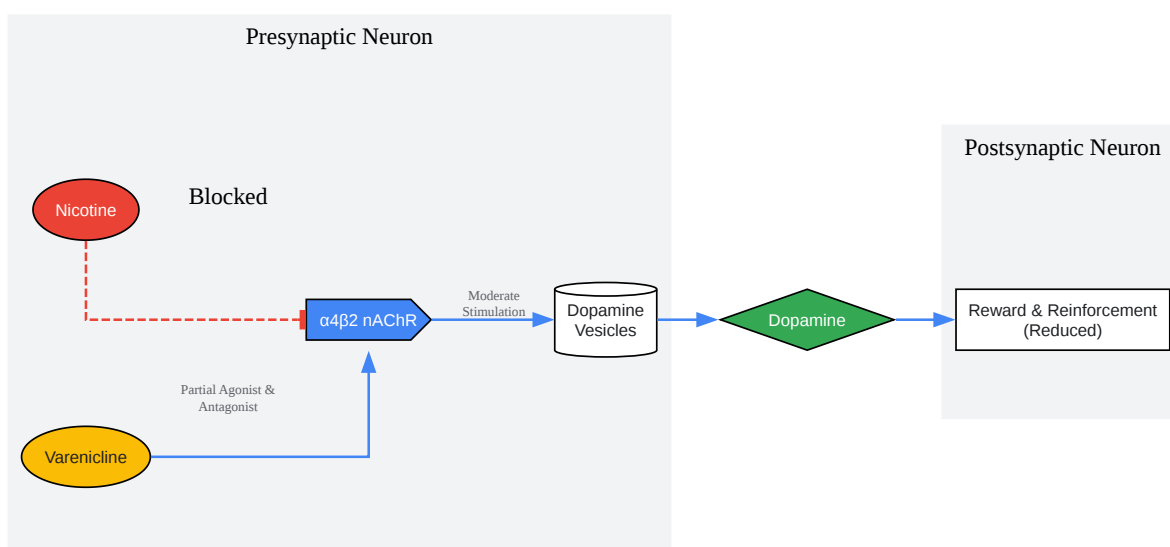 Presynaptic Neuron
Postsynaptic Neuron
Blocked
Nicotine
α4β2 nAChR
Moderate
Stimulation
Dopamine
Vesicles
Dopamine
Reward & Reinforcement
(Reduced)
Partial Agonist &
Antagonist
Varenicline